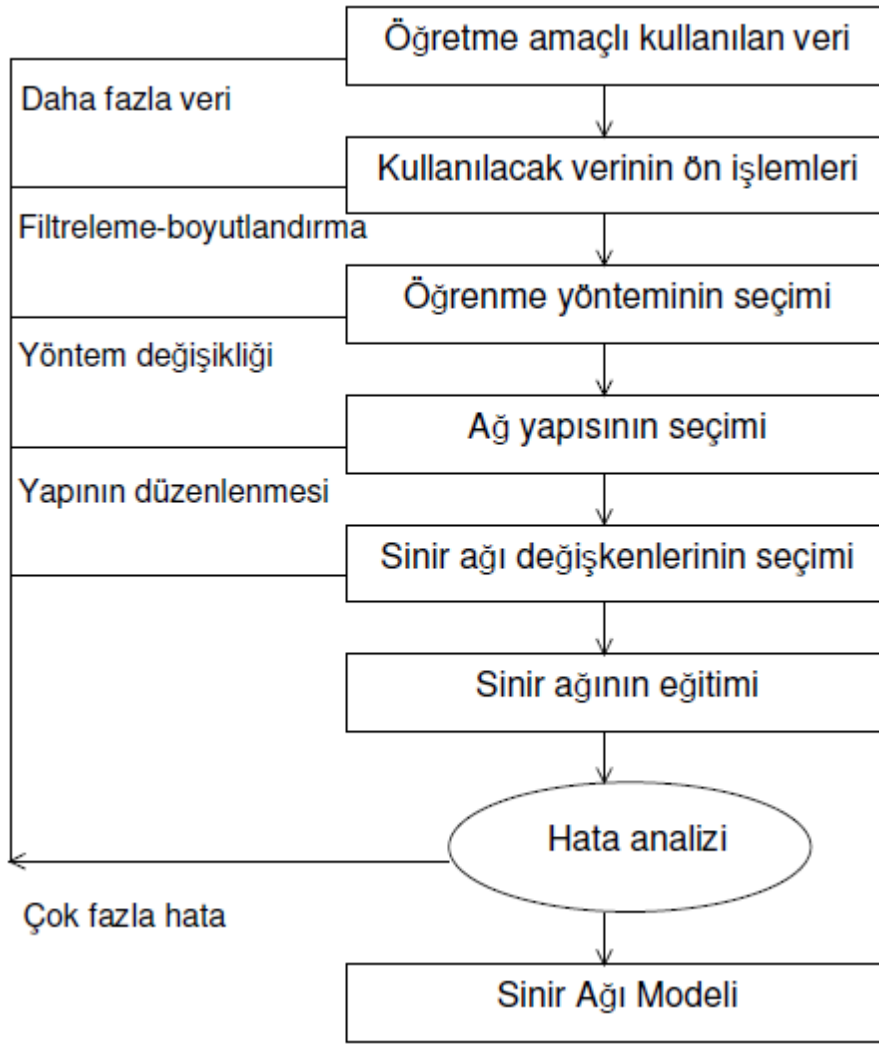 Öğretme amaçlı kullanılan veri
Daha fazla veri
Kullanılacak verinin ön işlemleri
Filtreleme-boyutlandırma
Öğrenme yönteminin seçimi
Yöntem değişikliği
Ağ yapısının seçimi
Yapının düzenlenmesi
Sinir ağı değişkenlerinin seçimi
Sinir ağının eğitimi
Hata analizi
Çok fazla hata
Sinir Ağı Modeli